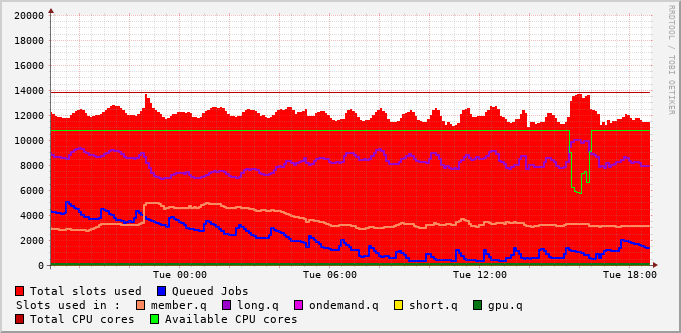 20000
18000
16000
14000
12000
10000
8000
6000
4000
2000
0
Tue 00:00 Tue 06:00 Tue 12:00 Tue 18:00
RRDTOOL / TOBI OETIKER
Total slots used Queued Jobs
Slots used in : member.q long.q ondemand.q short.q gpu.q
Total CPU cores Available CPU cores